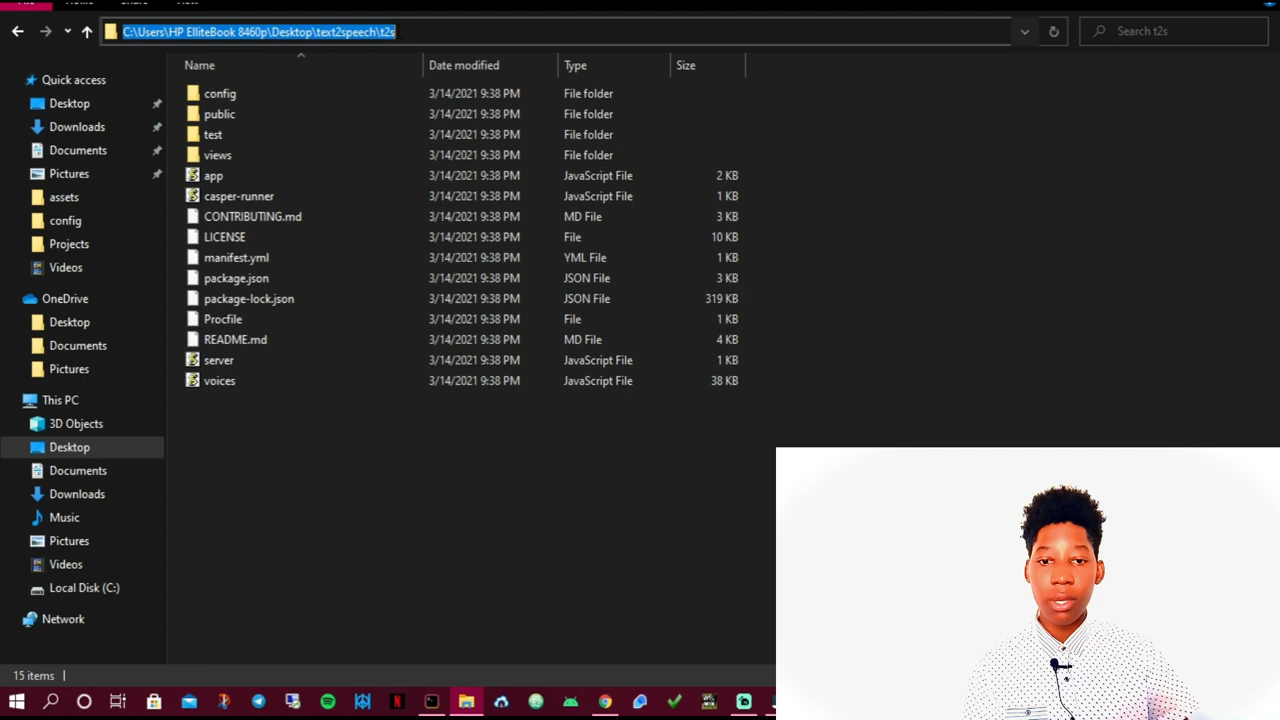 C:\Users\HP ElliteBook 8460p\Desktop\text2speech\t2s
Search t2s
Name Date modified Type Size
Quick access
Desktop
Downloads
Documents
Pictures
assets
config
Projects
Videos
OneDrive
Desktop
Documents
Pictures
This PC
3D Objects
Desktop
Documents
Downloads
Music
Pictures
Videos
Local Disk (C:)
Network
config 3/14/2021 9:38 PM File folder
public 3/14/2021 9:38 PM File folder
test 3/14/2021 9:38 PM File folder
views 3/14/2021 9:38 PM File folder
app 3/14/2021 9:38 PM JavaScript File 2 KB
casper-runner 3/14/2021 9:38 PM JavaScript File 1 KB
CONTRIBUTING.md 3/14/2021 9:38 PM MD File 3 KB
LICENSE 3/14/2021 9:38 PM File 10 KB
manifest.yml 3/14/2021 9:38 PM YML File 1 KB
package.json 3/14/2021 9:38 PM JSON File 3 KB
package-lock.json 3/14/2021 9:38 PM JSON File 319 KB
Procfile 3/14/2021 9:38 PM File 1 KB
README.md 3/14/2021 9:38 PM MD File 4 KB
server 3/14/2021 9:38 PM JavaScript File 1 KB
voices 3/14/2021 9:38 PM JavaScript File 38 KB
15 items